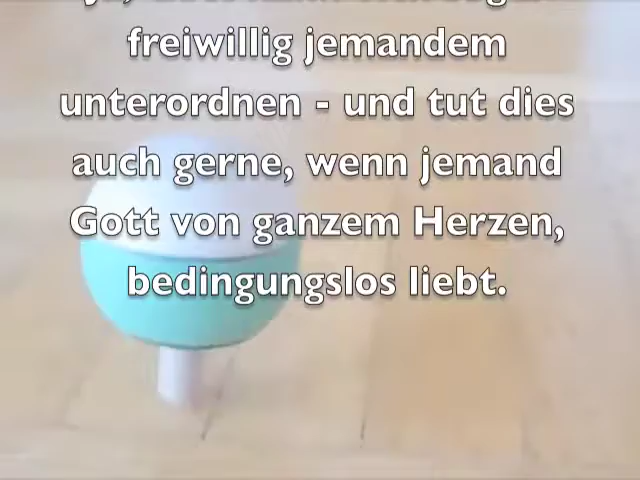 freiwillig jemandem
unterordnen - und tut dies
auch gerne, wenn jemand
Gott von ganzem Herzen,
bedingungslos liebt.